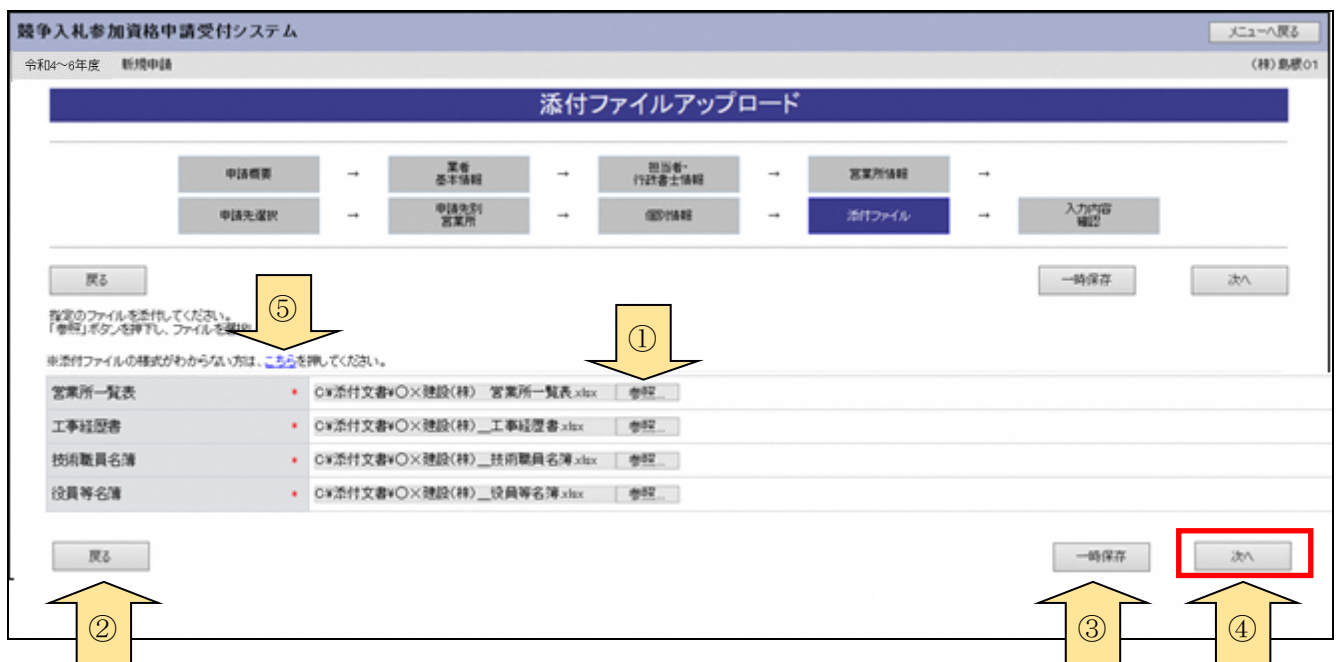 競争入札参加資格申請受付システム
メニューへ戻る
令和4～6年度 新規申請
(株)島根01
添付ファイルアップロード
申請概要 → 業者基本情報 → 担当者・行政書士情報 → 営業所情報 →
申請先選択 → 申請先別営業所 → 個別情報 → 添付ファイル → 入力内容確認
戻る
一時保存
次へ
⑤
①
指定のファイルを添付してください。
「参照」ボタンを押下し、ファイルを選択
※添付ファイルの様式がわからない方は、こちらを押してください。
営業所一覧表 * C¥添付文書¥○×建設(株)__営業所一覧表.xlsx 参照...
工事経歴書 * C¥添付文書¥○×建設(株)__工事経歴書.xlsx 参照...
技術職員名簿 * C¥添付文書¥○×建設(株)__技術職員名簿.xlsx 参照...
役員等名簿 * C¥添付文書¥○×建設(株)__役員等名簿.xlsx 参照...
戻る
一時保存
次へ
②
③
④